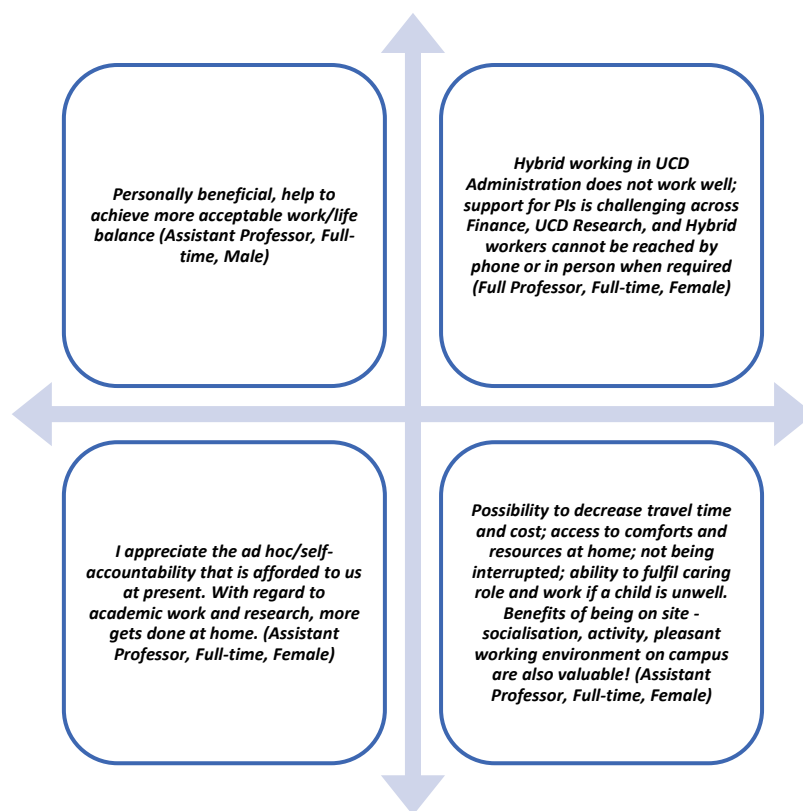 Personally beneficial, help to
achieve more acceptable work/life
balance (Assistant Professor, Full-
time, Male)
Hybrid working in UCD
Administration does not work well;
support for PIs is challenging across
Finance, UCD Research, and Hybrid
workers cannot be reached by
phone or in person when required
(Full Professor, Full-time, Female)
I appreciate the ad hoc/self-
accountability that is afforded to us
at present. With regard to
academic work and research, more
gets done at home. (Assistant
Professor, Full-time, Female)
Possibility to decrease travel time
and cost; access to comforts and
resources at home; not being
interrupted; ability to fulfil caring
role and work if a child is unwell.
Benefits of being on site -
socialisation, activity, pleasant
working environment on campus
are also valuable! (Assistant
Professor, Full-time, Female)